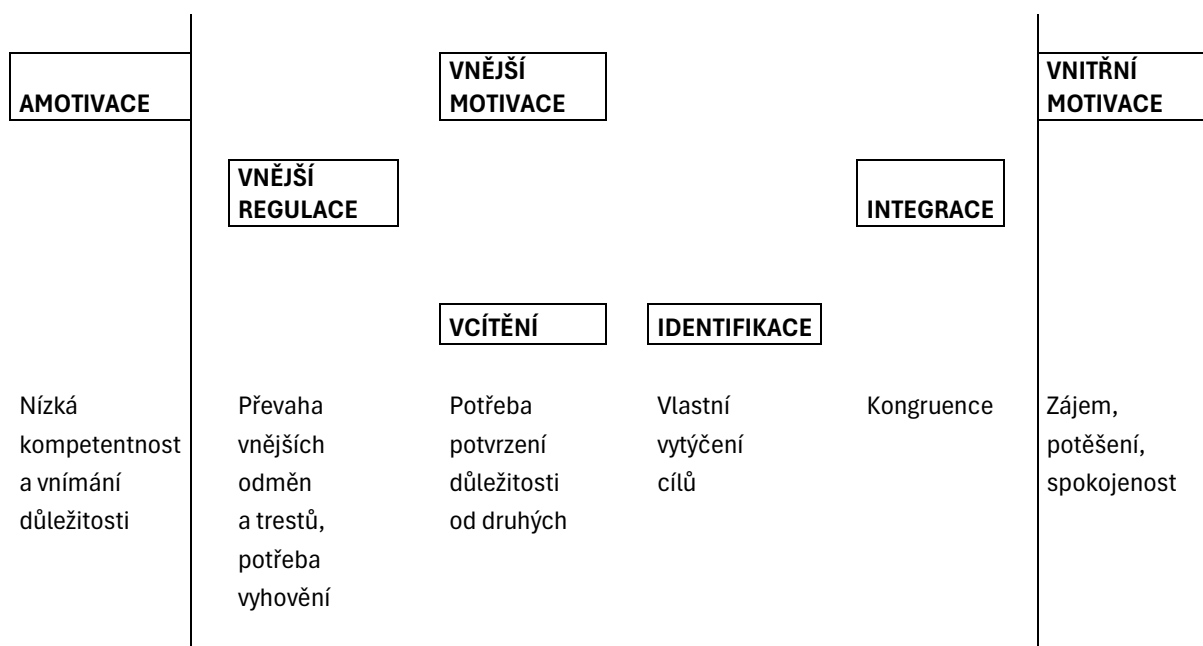 AMOTIVACE
VNĚJŠÍ
MOTIVACE
VNITŘNÍ
MOTIVACE
VNĚJŠÍ
REGULACE
INTEGRACE
VCÍTĚNÍ
IDENTIFIKACE
Nízká
kompetentnost
a vnímání
důležitosti
Převaha
vnějších
odměn
a trestů,
potřeba
vyhovění
Potřeba
potvrzení
důležitosti
od druhých
Vlastní
vytýčení
cílů
Kongruence
Zájem,
potěšení,
spokojenost